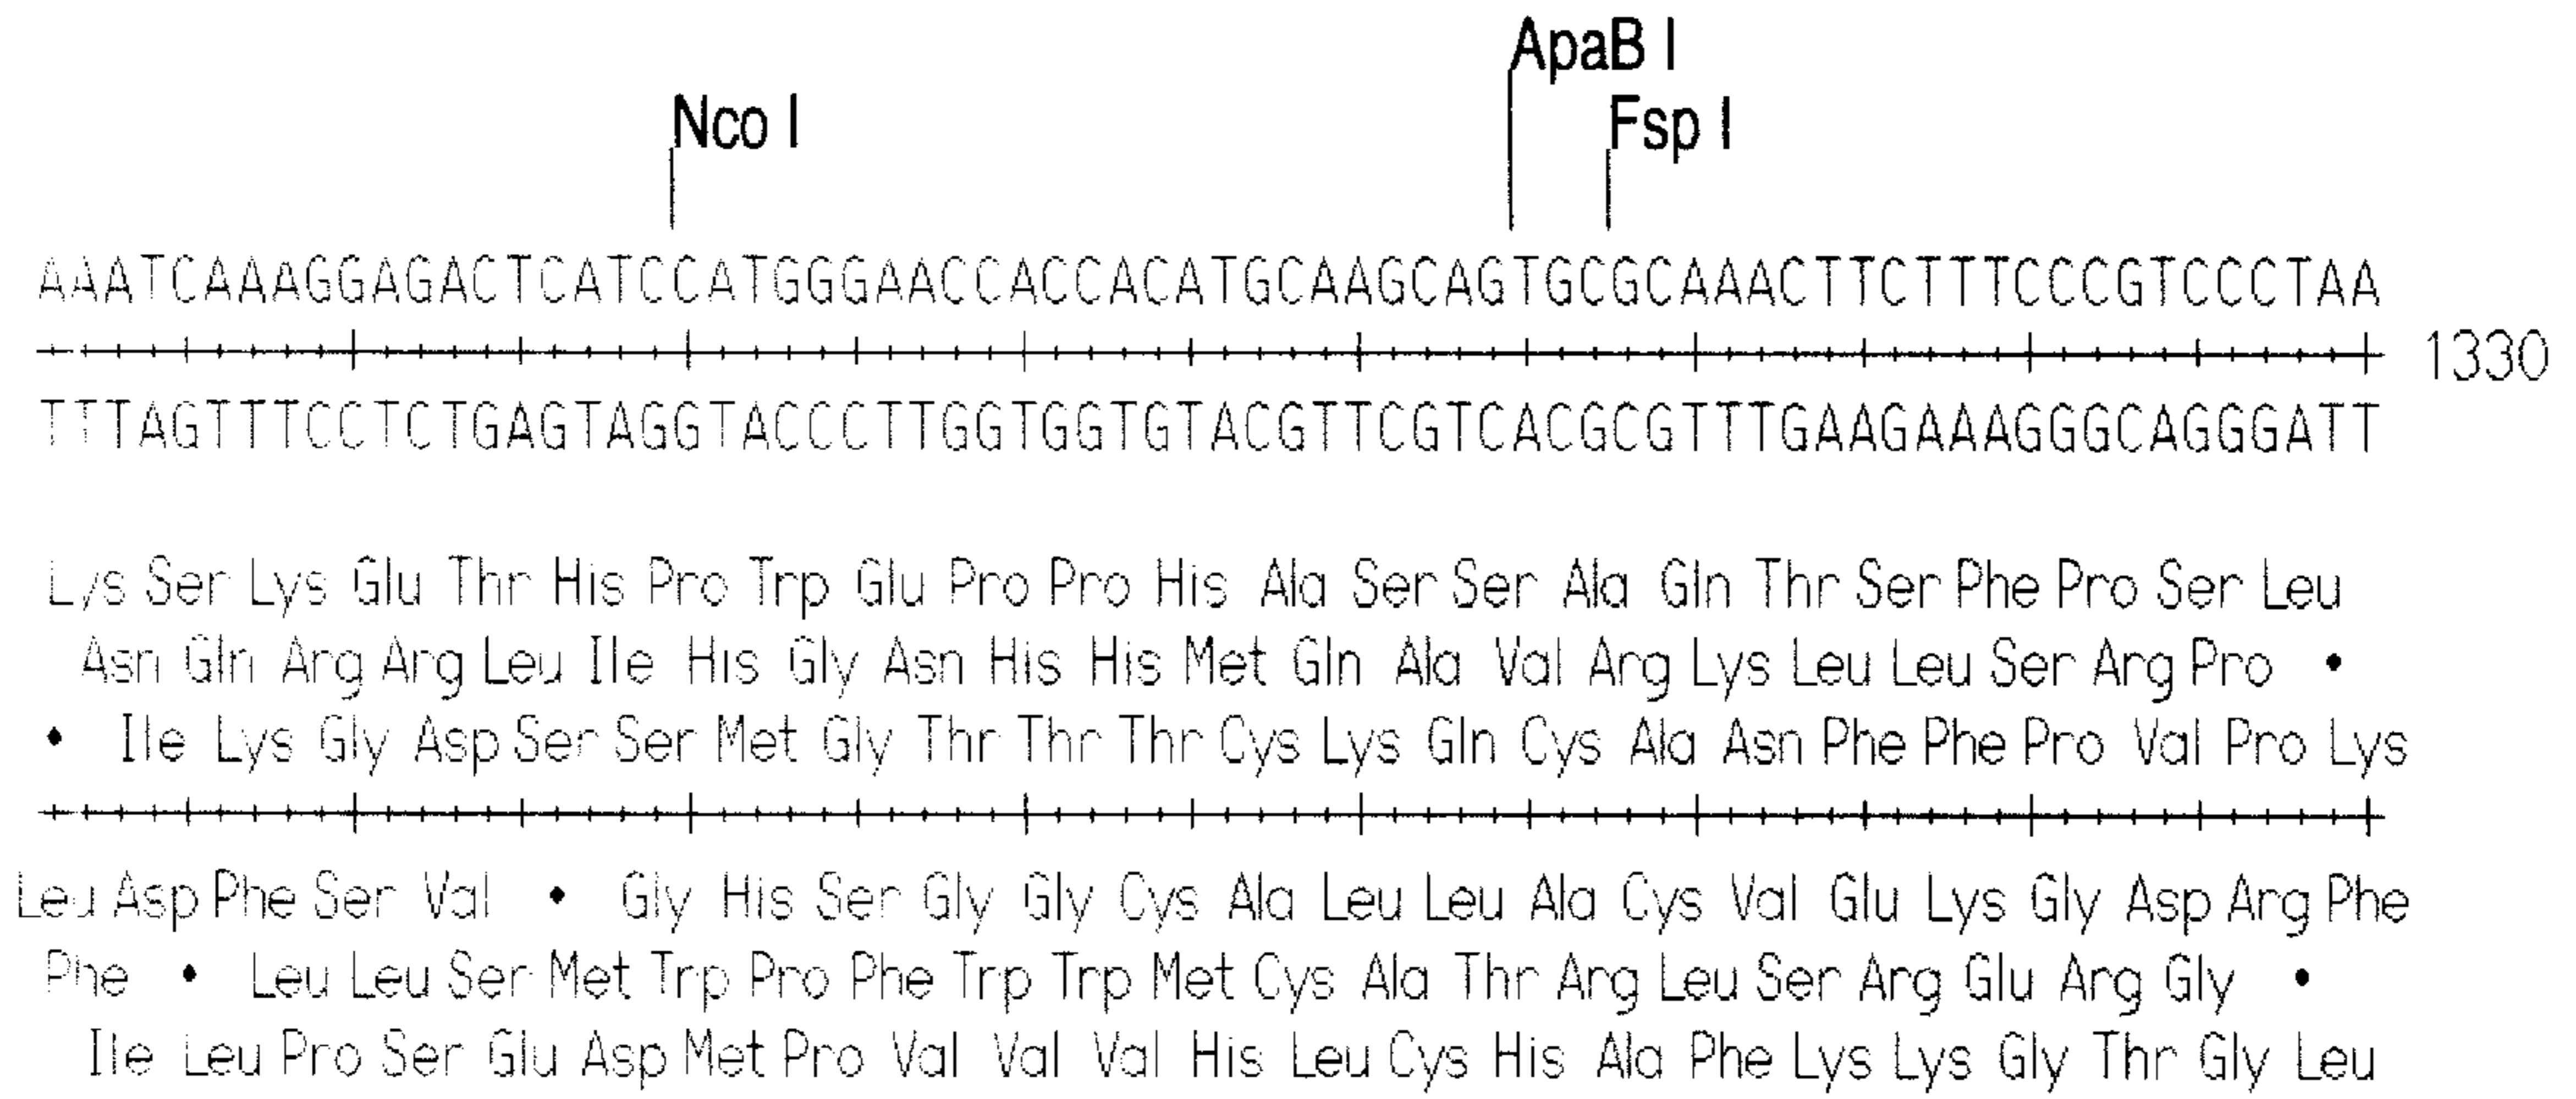 ApaB I
Nco I
Fsp I
AAATCAAAGGAGACTCATCCATGGGAACCACCACATGCAAGCAGTGCGCAAACTTCTTTCCCGTCCCTAA
1330
TTTAGTTTCCTCTGAGTAGGTACCCTTGGTGGTGTACGTTCGTCACGCGTTTGAAGAAAGGGCAGGGATT
Lys Ser Lys Glu Thr His Pro Trp Glu Pro Pro His Ala Ser Ser Ala Gln Thr Ser Phe Pro Ser Leu
Asn Gln Arg Arg Leu Ile His Gly Asn His His Met Gln Ala Val Arg Lys Leu Leu Ser Arg Pro •
• Ile Lys Gly Asp Ser Ser Met Gly Thr Thr Thr Cys Lys Gln Cys Ala Asn Phe Phe Pro Val Pro Lys
Leu Asp Phe Ser Val • Gly His Ser Gly Gly Cys Ala Leu Leu Ala Cys Val Glu Lys Gly Asp Arg Phe
Phe • Leu Leu Ser Met Trp Pro Phe Trp Trp Met Cys Ala Thr Arg Leu Ser Arg Glu Arg Gly •
Ile Leu Pro Ser Glu Asp Met Pro Val Val Val His Leu Cys His Ala Phe Lys Lys Gly Thr Gly Leu